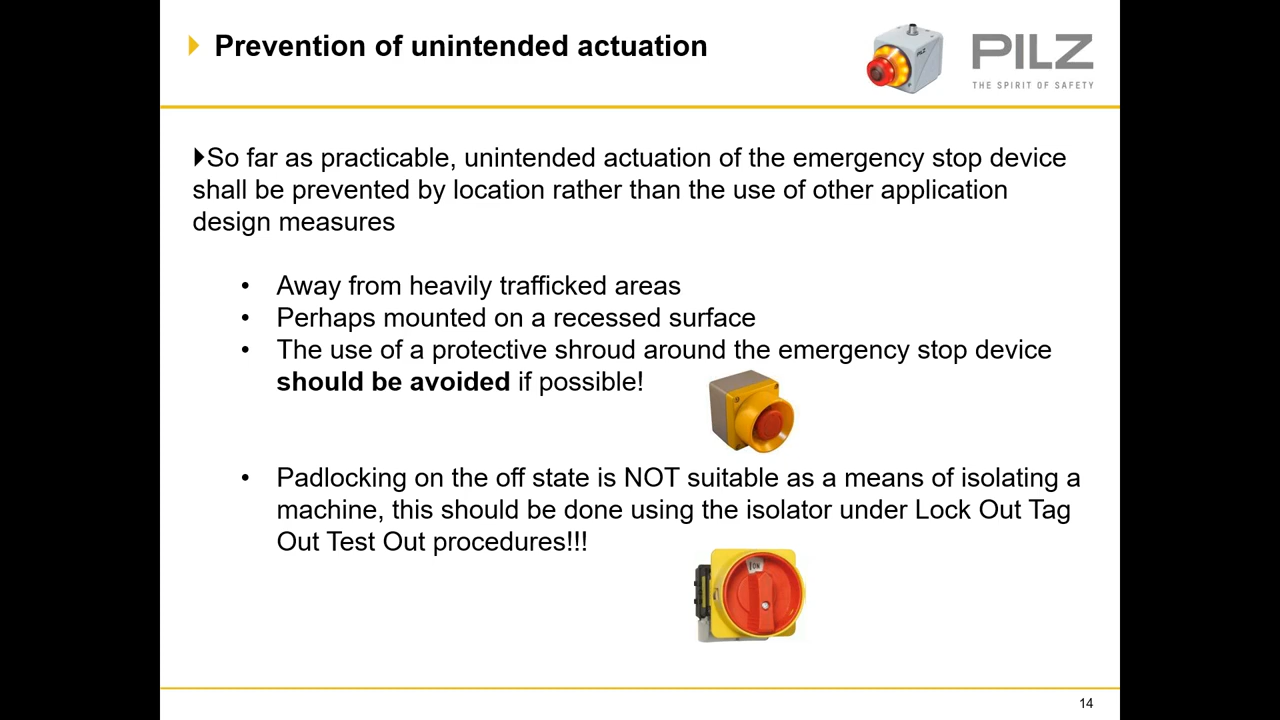 Prevention of unintended actuation
PILZ
THE SPIRIT OF SAFETY
So far as practicable, unintended actuation of the emergency stop device
shall be prevented by location rather than the use of other application
design measures
• Away from heavily trafficked areas
• Perhaps mounted on a recessed surface
• The use of a protective shroud around the emergency stop device
should be avoided if possible!
• Padlocking on the off state is NOT suitable as a means of isolating a
machine, this should be done using the isolator under Lock Out Tag
Out Test Out procedures!!!
ION
14